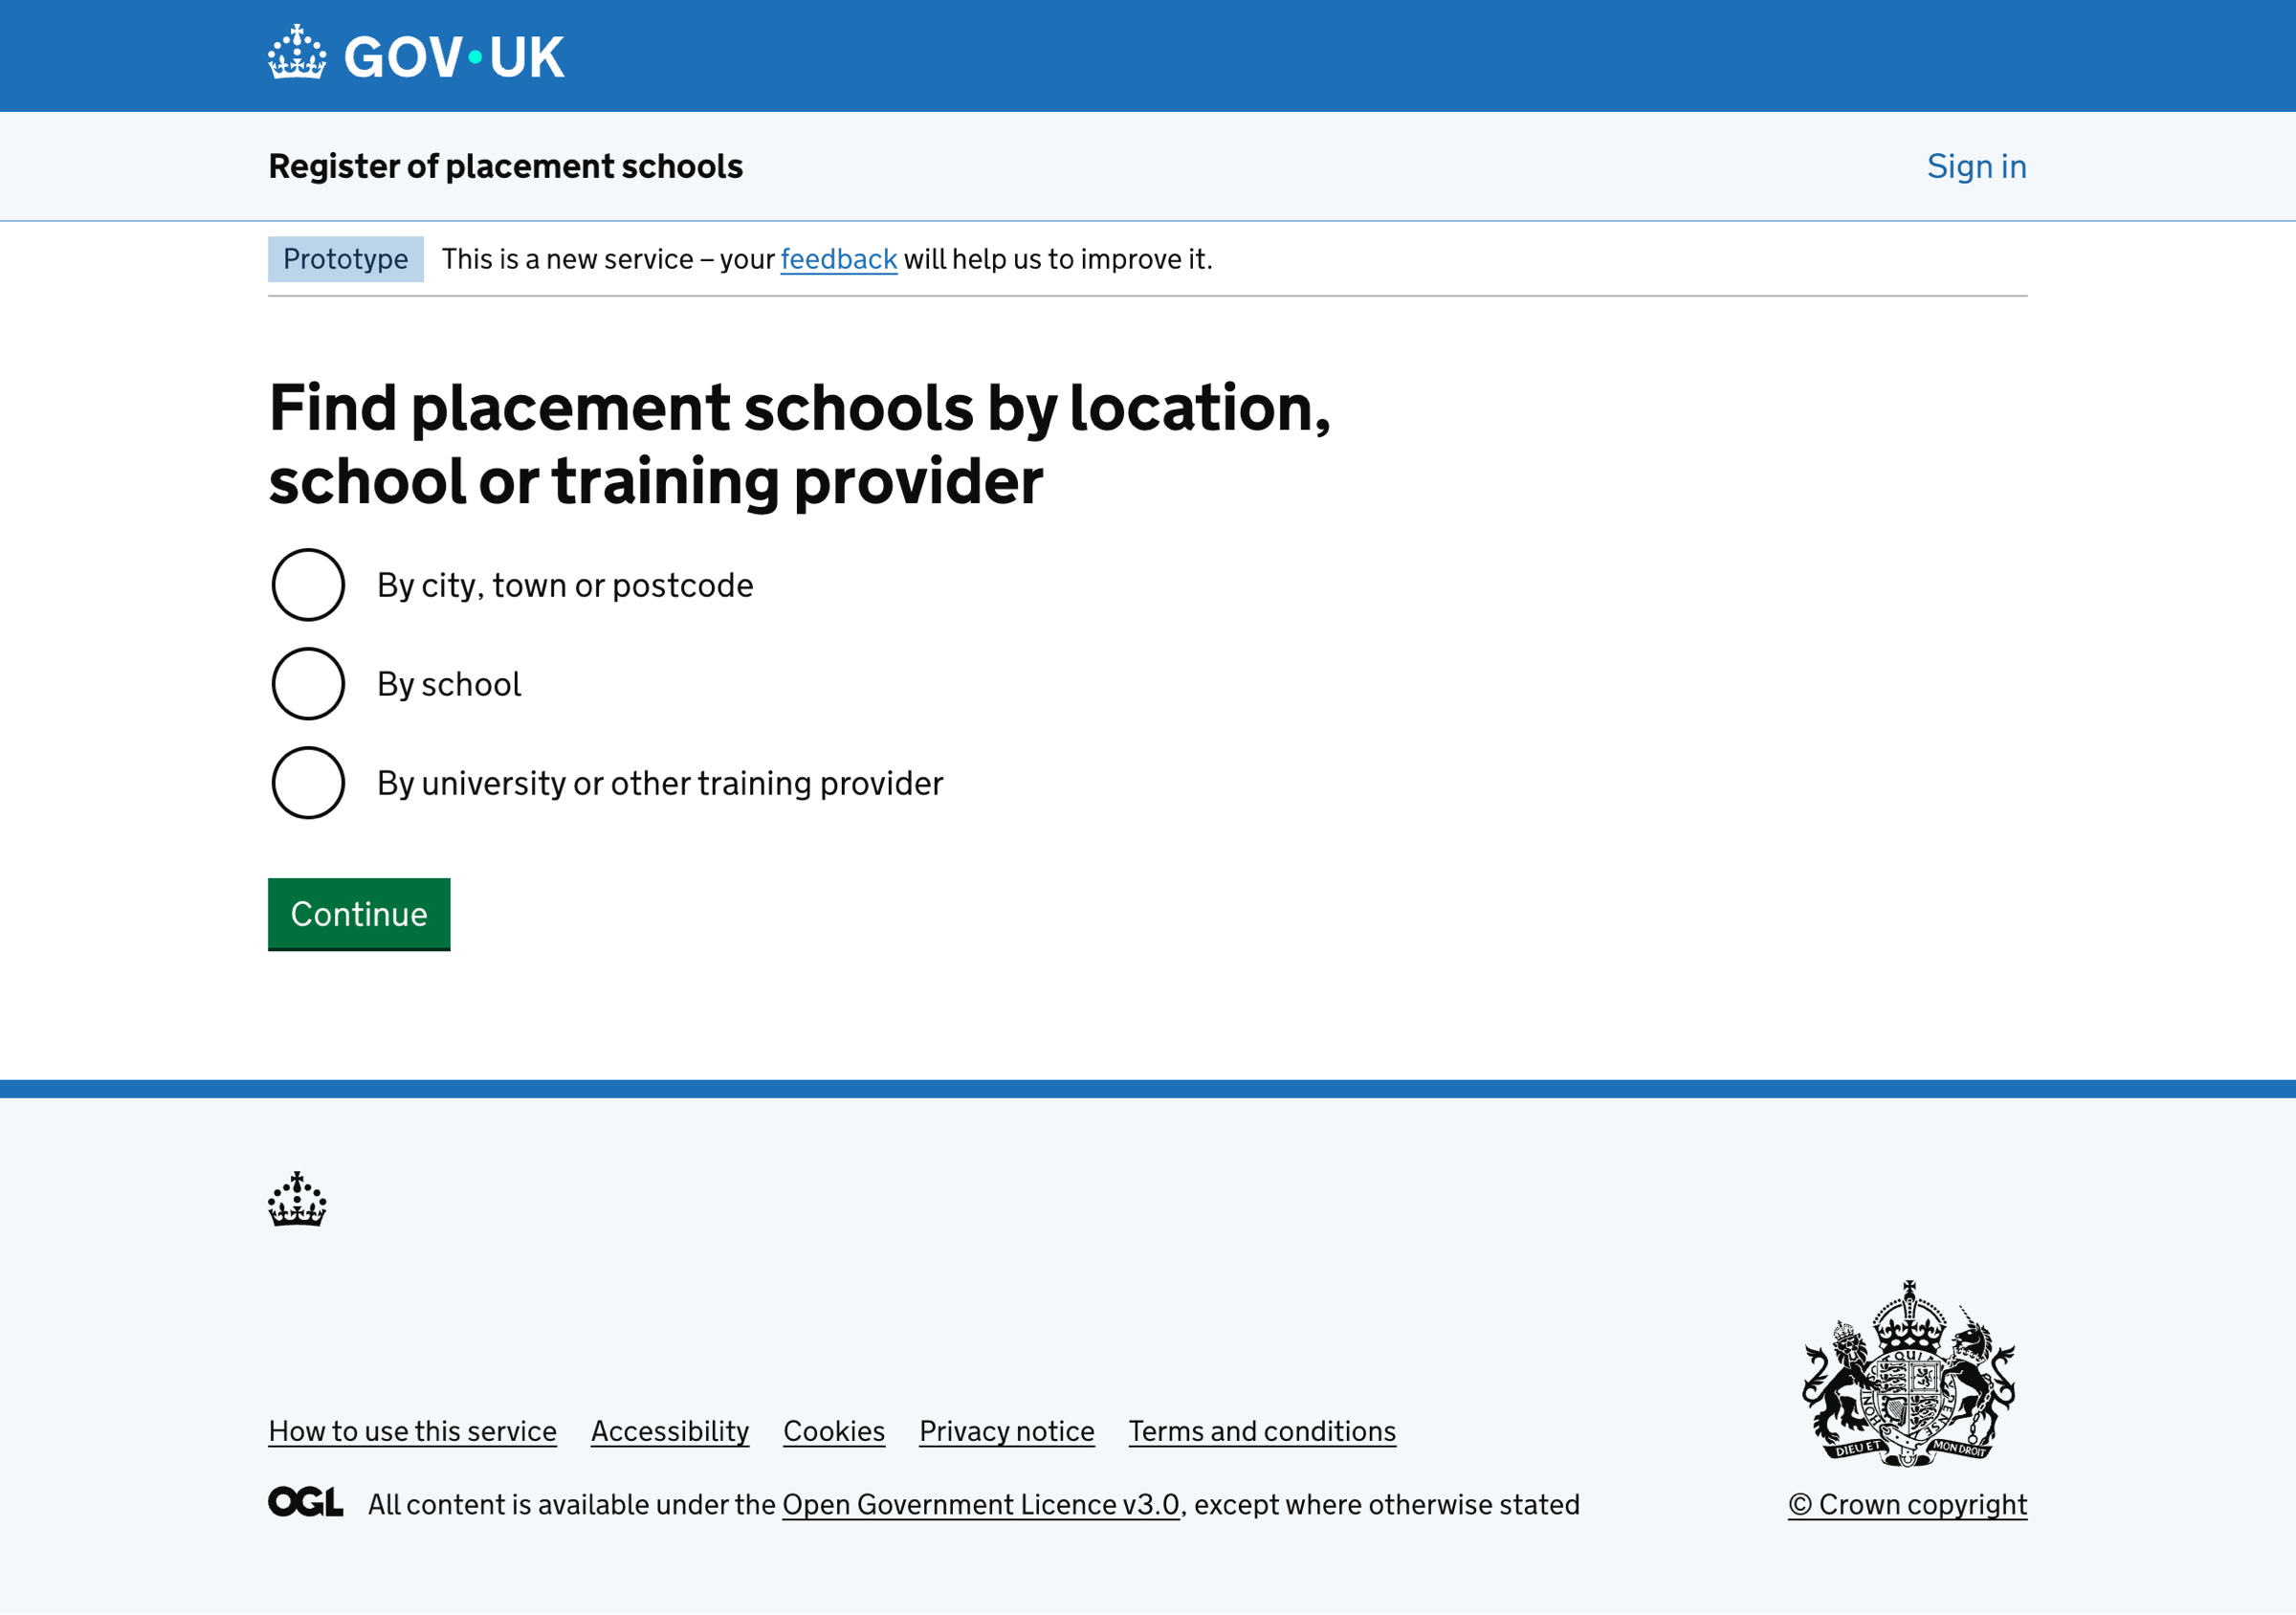 GOV.UK
Register of placement schools
Sign in
Prototype
This is a new service – your feedback will help us to improve it.
Find placement schools by location,
school or training provider
By city, town or postcode
By school
By university or other training provider
Continue
QUI
HONI
PENSE
DIEU ET
MON DROIT
How to use this service
Accessibility
Cookies
Privacy notice
Terms and conditions
OGL
All content is available under the Open Government Licence v3.0, except where otherwise stated
© Crown copyright